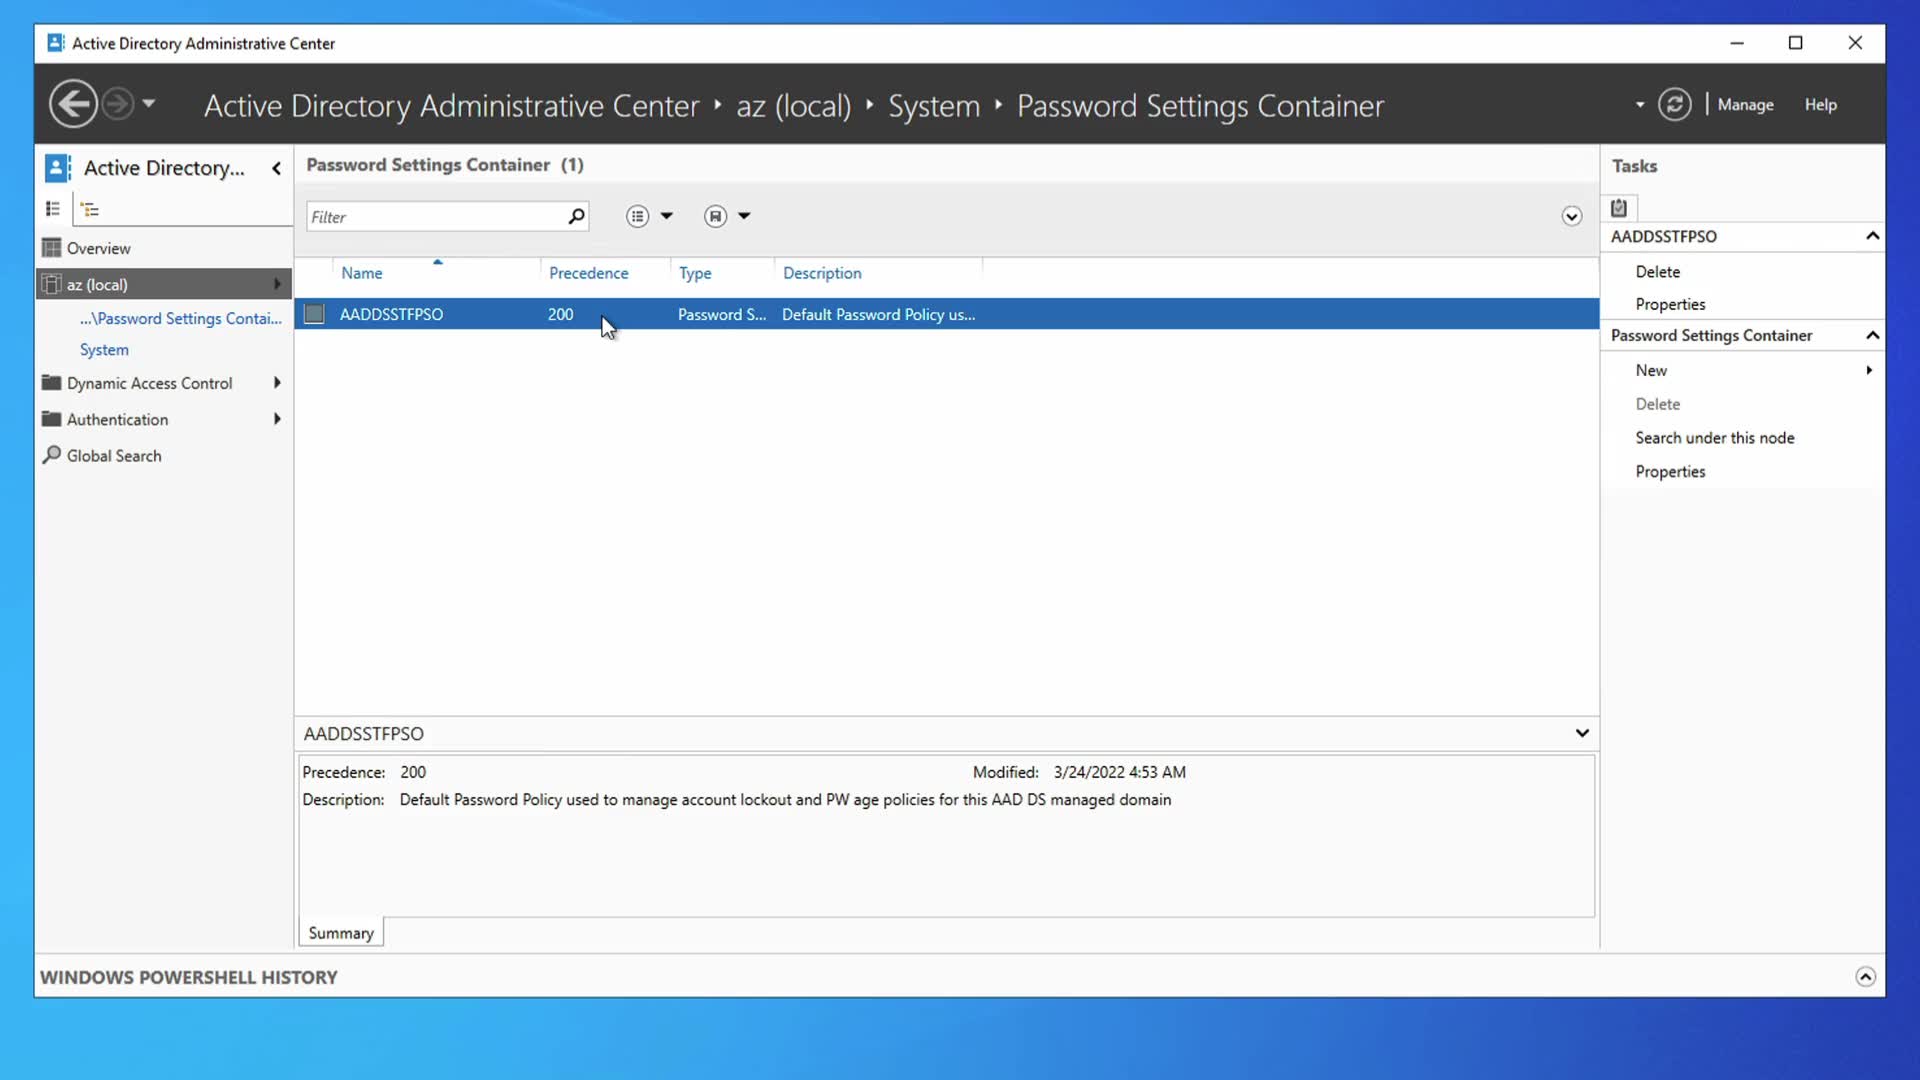 Active Directory Administrative Center
Active Directory Administrative Center ‣ az (local) ‣ System ‣ Password Settings Container
Manage Help
Active Directory...
Overview
az (local)
...\Password Settings Contai...
System
Dynamic Access Control
Authentication
Global Search
Password Settings Container (1)
Filter
Name Precedence Type Description
AADDSSTFPSO 200 Password S... Default Password Policy us...
AADDSSTFPSO
Precedence: 200 Modified: 3/24/2022 4:53 AM
Description: Default Password Policy used to manage account lockout and PW age policies for this AAD DS managed domain
Summary
Tasks
AADDSSTFPSO
Delete
Properties
Password Settings Container
New
Delete
Search under this node
Properties
WINDOWS POWERSHELL HISTORY